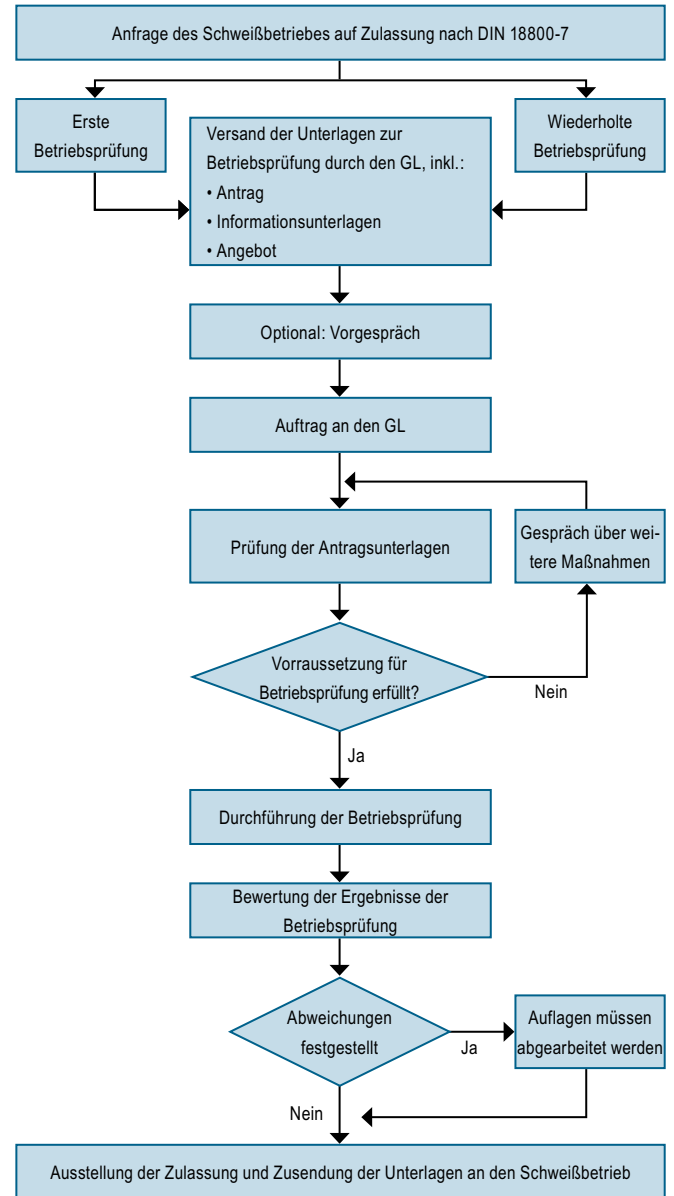 Anfrage des Schweißbetriebes auf Zulassung nach DIN 18800-7
Erste
Betriebsprüfung
Versand der Unterlagen zur
Betriebsprüfung durch den GL, inkl.:
• Antrag
• Informationsunterlagen
• Angebot
Wiederholte
Betriebsprüfung
Optional: Vorgespräch
Auftrag an den GL
Prüfung der Antragsunterlagen
Gespräch über wei-
tere Maßnahmen
Vorraussetzung für
Betriebsprüfung erfüllt?
Nein
Ja
Durchführung der Betriebsprüfung
Bewertung der Ergebnisse der
Betriebsprüfung
Abweichungen
festgestellt
Ja
Auflagen müssen
abgearbeitet werden
Nein
Ausstellung der Zulassung und Zusendung der Unterlagen an den Schweißbetrieb